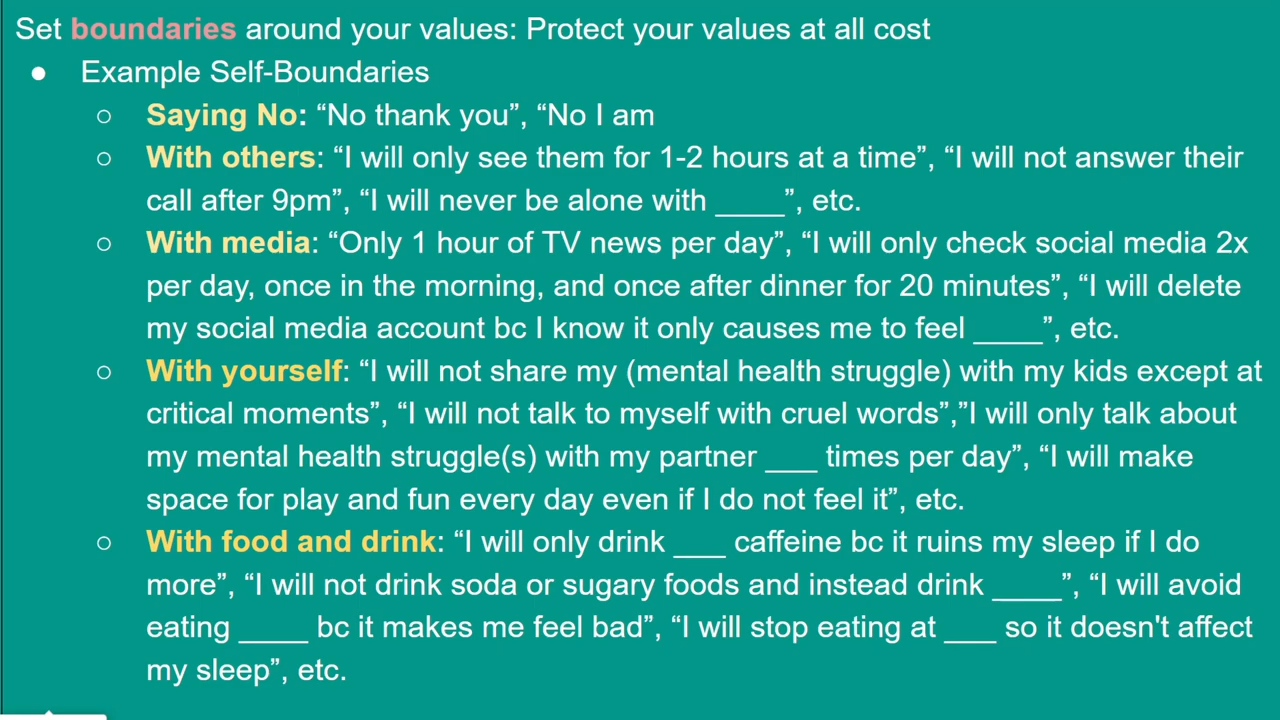 Set boundaries around your values: Protect your values at all cost
● Example Self-Boundaries
○ Saying No: “No thank you”, “No I am
○ With others: “I will only see them for 1-2 hours at a time”, “I will not answer their
call after 9pm”, “I will never be alone with ____”, etc.
○ With media: “Only 1 hour of TV news per day”, “I will only check social media 2x
per day, once in the morning, and once after dinner for 20 minutes”, “I will delete
my social media account bc I know it only causes me to feel ____”, etc.
○ With yourself: “I will not share my (mental health struggle) with my kids except at
critical moments”, “I will not talk to myself with cruel words”,”I will only talk about
my mental health struggle(s) with my partner ___ times per day”, “I will make
space for play and fun every day even if I do not feel it”, etc.
○ With food and drink: “I will only drink ___ caffeine bc it ruins my sleep if I do
more”, “I will not drink soda or sugary foods and instead drink ____”, “I will avoid
eating ____ bc it makes me feel bad”, “I will stop eating at ___ so it doesn't affect
my sleep”, etc.